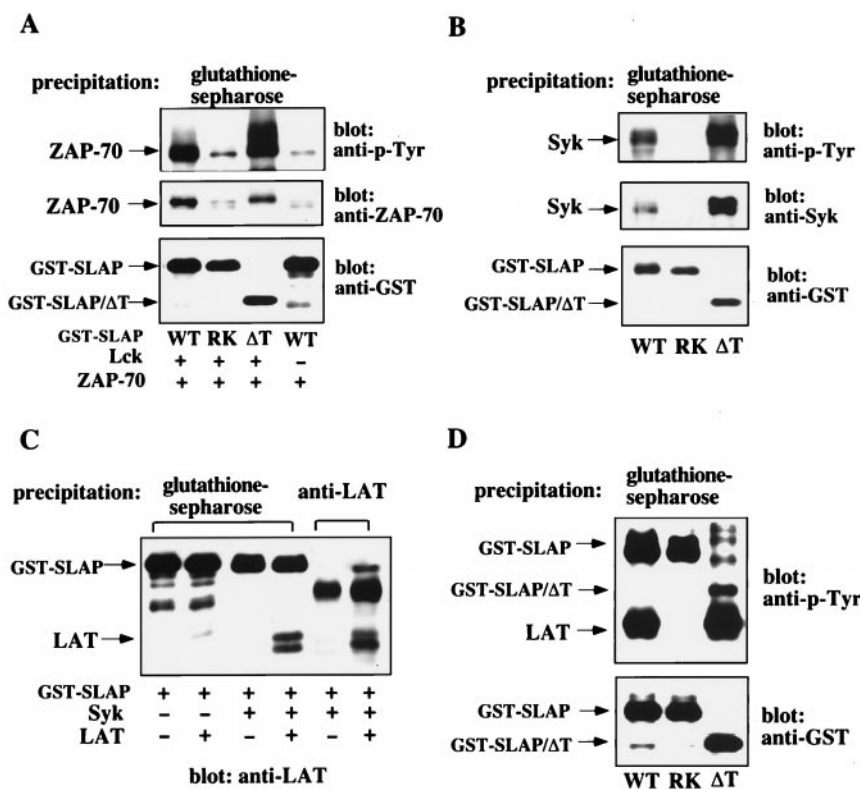 A
precipitation: glutathione-
sepharose
ZAP-70
blot:
anti-p-Tyr
ZAP-70
blot:
anti-ZAP-70
GST-SLAP
GST-SLAP/ΔT
blot:
anti-GST
GST-SLAP WT RK ΔT WT
Lck + + + –
ZAP-70 + + + +
B
precipitation: glutathione-
sepharose
Syk
blot:
anti-p-Tyr
Syk
blot:
anti-Syk
GST-SLAP
GST-SLAP/ΔT
blot:
anti-GST
WT RK ΔT
C
precipitation: glutathione-
sepharose
anti-LAT
GST-SLAP
LAT
GST-SLAP + + + + + +
Syk – – + + + +
LAT – + – + – +
blot: anti-LAT
D
precipitation: glutathione-
sepharose
GST-SLAP
GST-SLAP/ΔT
LAT
blot:
anti-p-Tyr
GST-SLAP
GST-SLAP/ΔT
blot:
anti-GST
WT RK ΔT